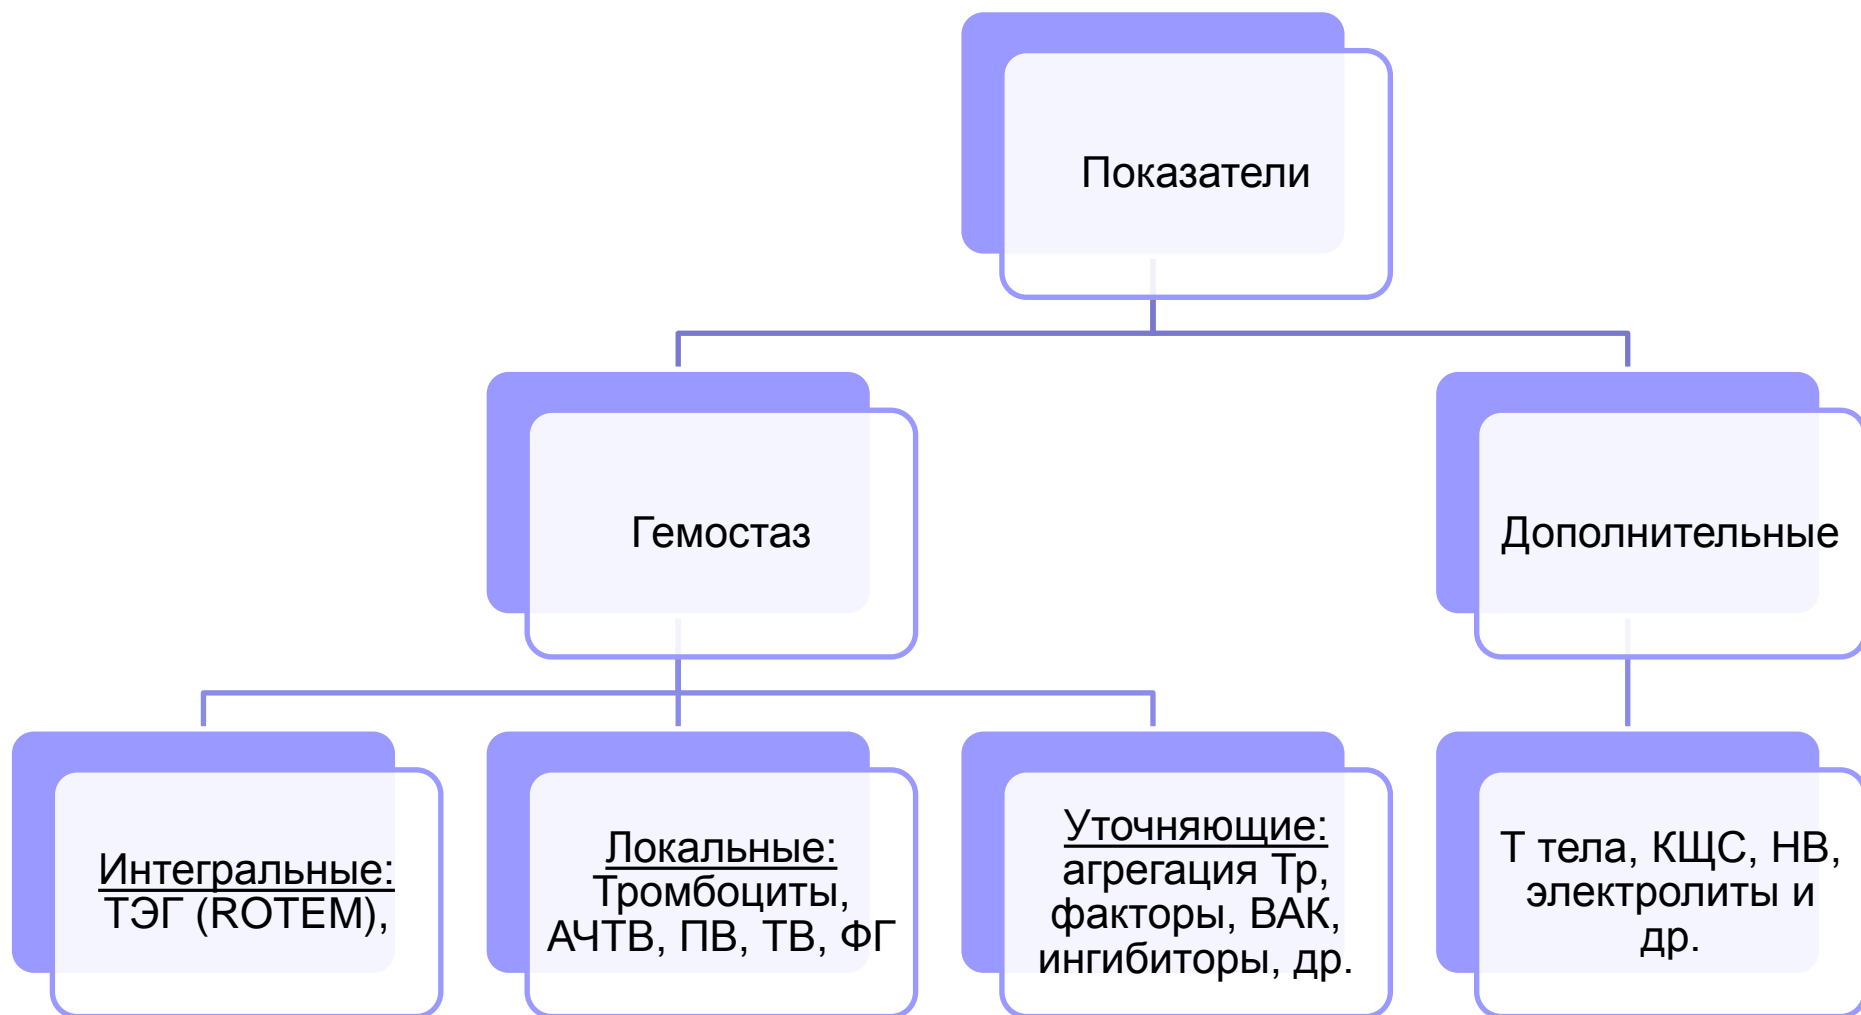 Показатели
Гемостаз
Дополнительные
Интегральные:
ТЭГ (ROTEM),
Локальные:
Тромбоциты,
АЧТВ, ПВ, ТВ, ФГ
Уточняющие:
агрегация Тр,
факторы, ВАК,
ингибиторы, др.
Т тела, КЩС, НВ,
электролиты и
др.